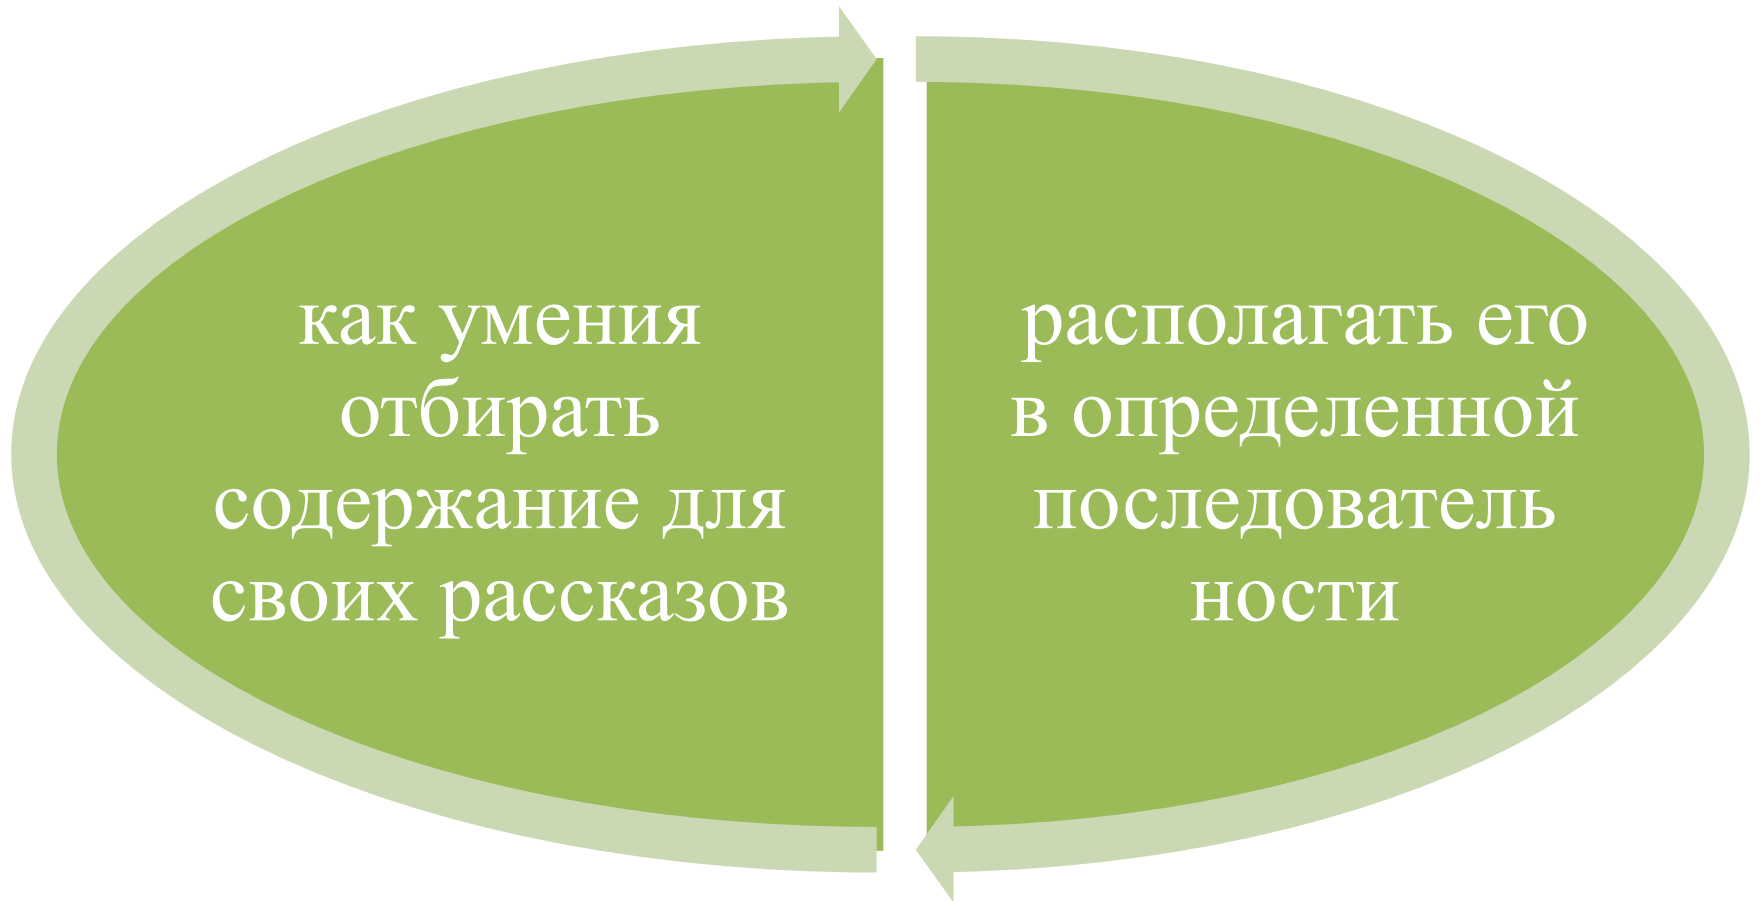 как умения
отбирать
содержание для
своих рассказов
располагать его
в определенной
последователь
ности